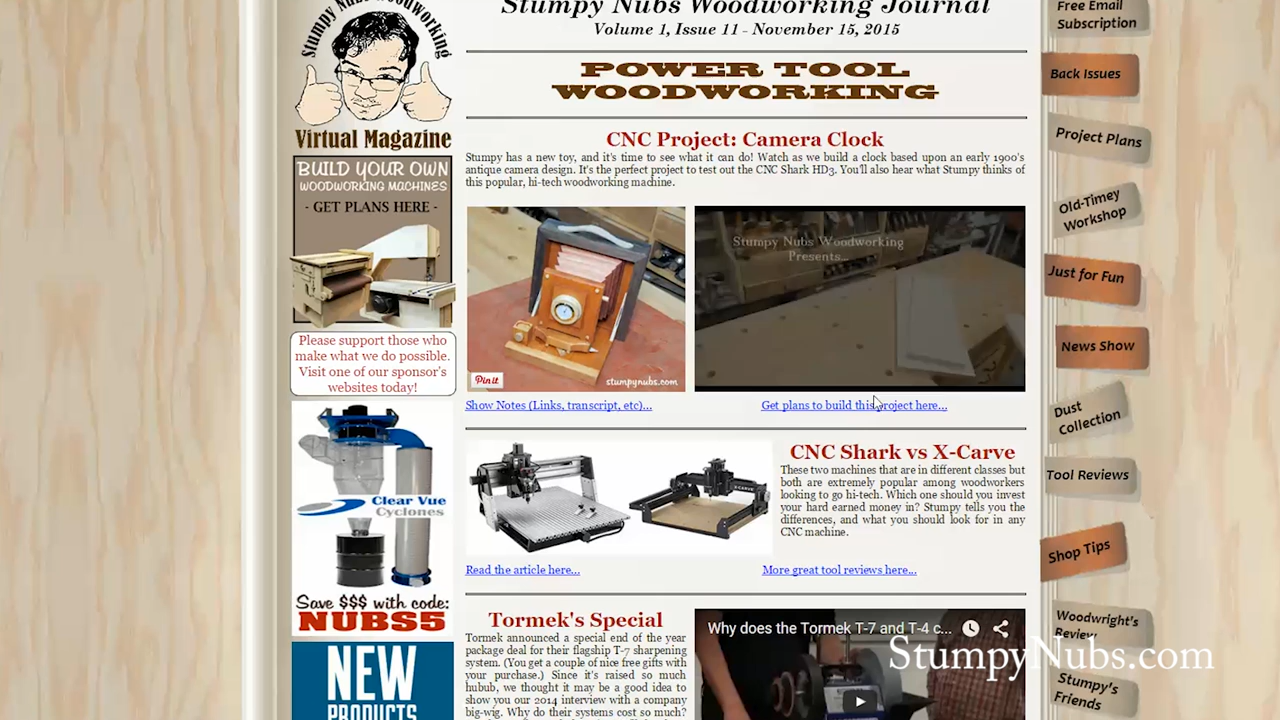 Stumpy Nubs Woodworking Journal
Volume 1, Issue 11 - November 15, 2015
POWER TOOL
WOODWORKING
Stumpy Nubs Woodworking
Virtual Magazine
BUILD YOUR OWN
WOODWORKING MACHINES
- GET PLANS HERE -
Please support those who
make what we do possible.
Visit one of our sponsor's
websites today!
Clear Vue
Cyclones
Save $$$ with code:
NUBS5
NEW
PRODUCTS
CNC Project: Camera Clock
Stumpy has a new toy, and it's time to see what it can do! Watch as we build a clock based upon an early 1900's
antique camera design. It's the perfect project to test out the CNC Shark HD3. You'll also hear what Stumpy thinks of
this popular, hi-tech woodworking machine.
Pin it
stumpynubs.com
Stumpy Nubs Woodworking
Presents...
Show Notes (Links, transcript, etc)...
Get plans to build this project here...
CNC Shark vs X-Carve
These two machines that are in different classes but
both are extremely popular among woodworkers
looking to go hi-tech. Which one should you invest
your hard earned money in? Stumpy tells you the
differences, and what you should look for in any
CNC machine.
Read the article here...
More great tool reviews here...
Tormek's Special
Tormek announced a special end of the year
package deal for their flagship T-7 sharpening
system. (You get a couple of nice free gifts with
your purchase.) Since it's raised so much
hubub, we thought it may be a good idea to
show you our 2014 interview with a company
big-wig. Why do their systems cost so much?
Why does the Tormek T-7 and T-4 c...
Free Email
Subscription
Back Issues
Project Plans
Old-Timey
Workshop
Just for Fun
News Show
Dust
Collection
Tool Reviews
Shop Tips
Woodwright's
Review
Stumpy's
Friends
StumpyNubs.com